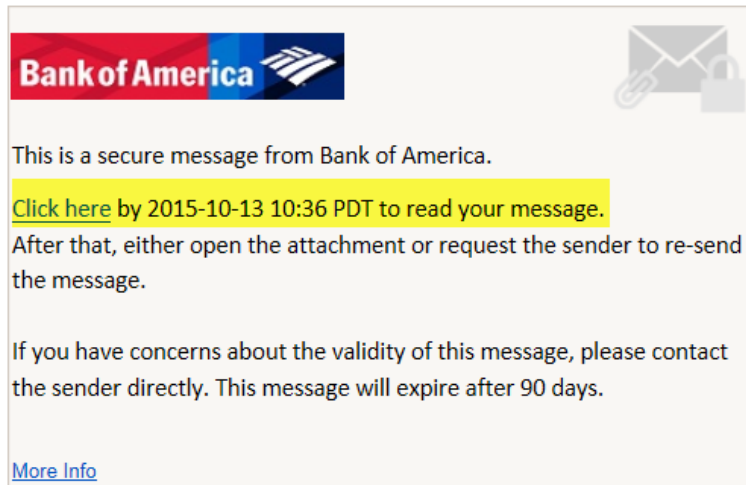 Bank of America
This is a secure message from Bank of America.
Click here by 2015-10-13 10:36 PDT to read your message.
After that, either open the attachment or request the sender to re-send
the message.
If you have concerns about the validity of this message, please contact
the sender directly. This message will expire after 90 days.
More Info